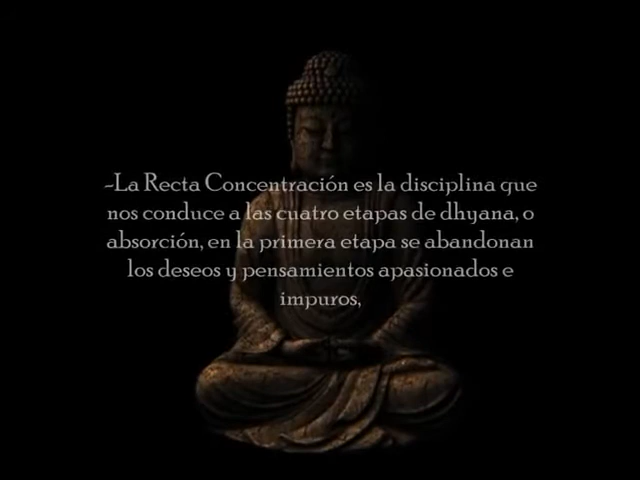 -La Recta Concentración es la disciplina que
nos conduce a las cuatro etapas de dhyana, o
absorción, en la primera etapa se abandonan
los deseos y pensamientos apasionados e
impuros,